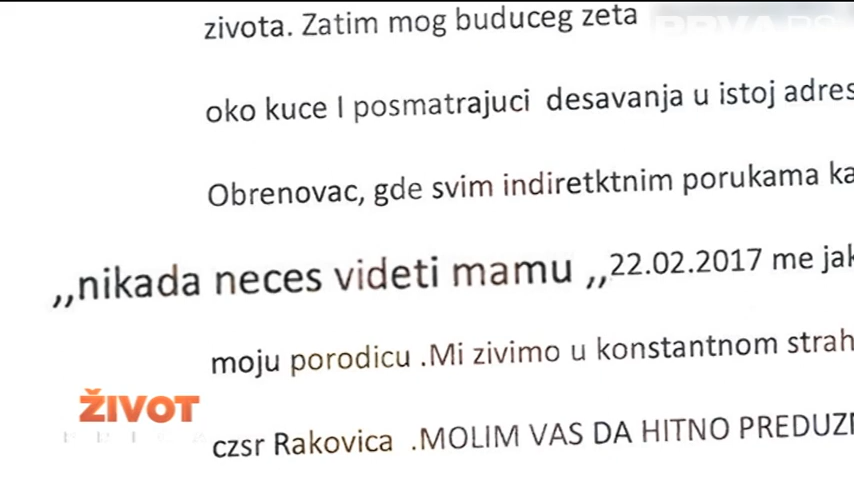 zivota. Zatim mog buduceg zeta
PRVA.RS
oko kuce I posmatrajuci desavanja u istoj adres
Obrenovac, gde svim indiretktnim porukama ka
,,nikada neces videti mamu ,,22.02.2017 me jak
moju porodicu .Mi zivimo u konstantnom strah
ŽIVOT
czsr Rakovica .MOLIM VAS DA HITNO PREDUZ